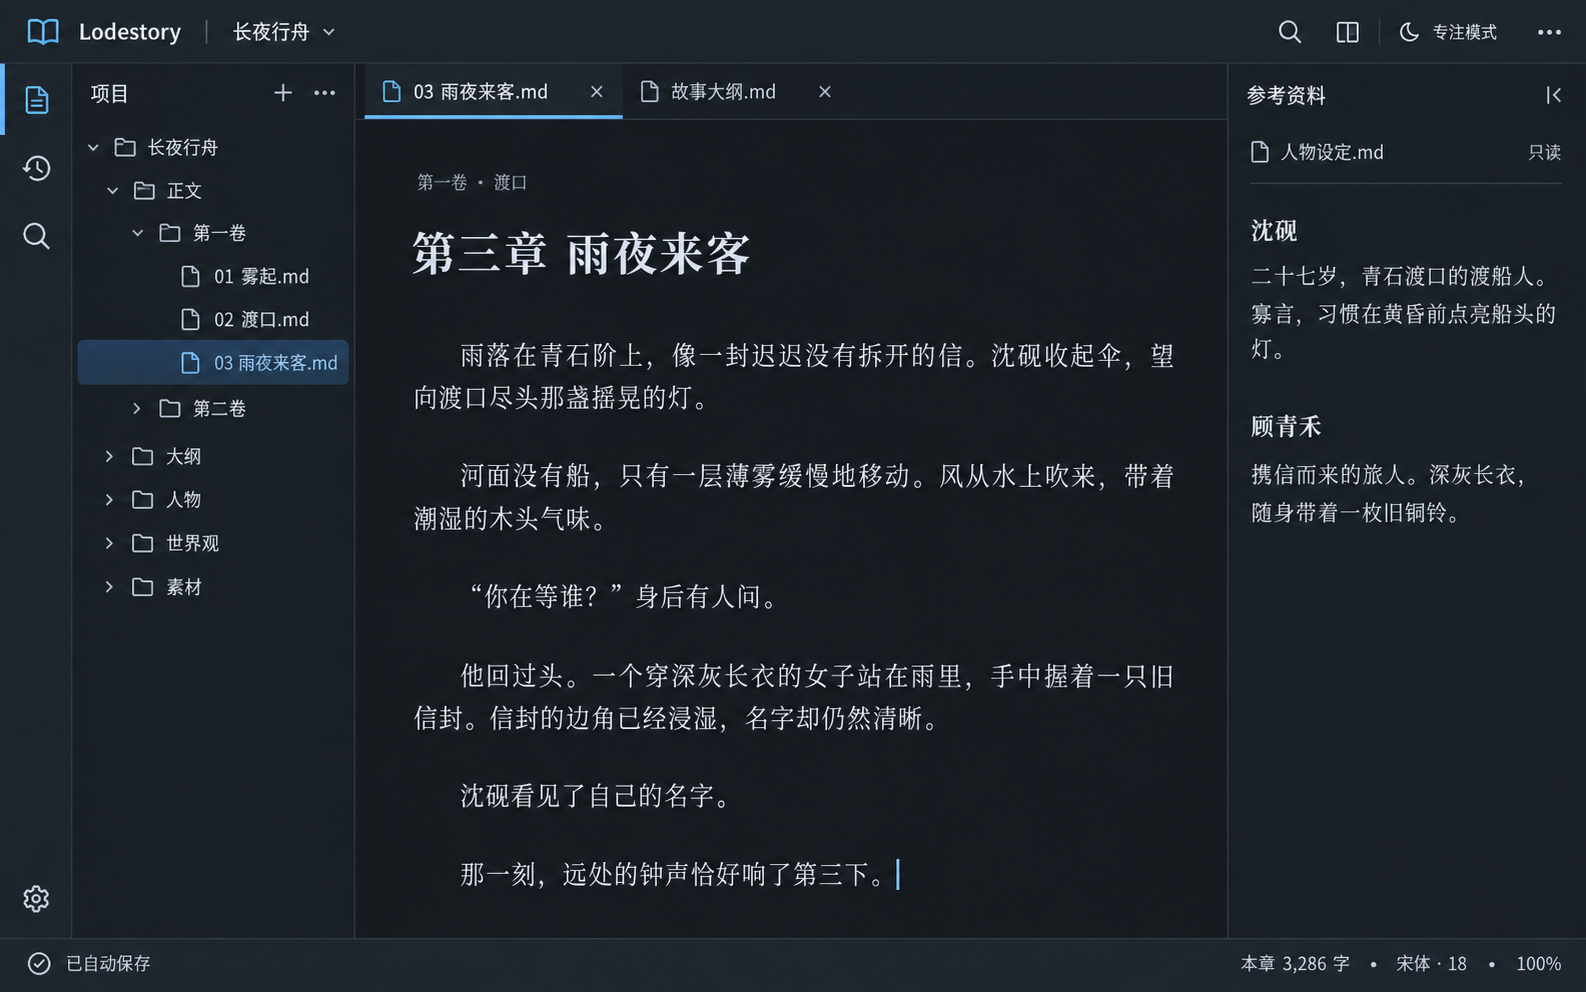 Lodestory
长夜行舟
专注模式
项目
长夜行舟
正文
第一卷
01 雾起.md
02 渡口.md
03 雨夜来客.md
第二卷
大纲
人物
世界观
素材
03 雨夜来客.md
故事大纲.md
第一卷 · 渡口
第三章 雨夜来客
雨落在青石阶上，像一封迟迟没有拆开的信。沈砚收起伞，望
向渡口尽头那盏摇晃的灯。
河面没有船，只有一层薄雾缓慢地移动。风从水上吹来，带着
潮湿的木头气味。
“你在等谁？”身后有人问。
他回过头。一个穿深灰长衣的女子站在雨里，手中握着一只旧
信封。信封的边角已经浸湿，名字却仍然清晰。
沈砚看见了自己的名字。
那一刻，远处的钟声恰好响了第三下。
参考资料
人物设定.md
只读
沈砚
二十七岁，青石渡口的渡船人。
寡言，习惯在黄昏前点亮船头的
灯。
顾青禾
携信而来的旅人。深灰长衣，
随身带着一枚旧铜铃。
已自动保存
本章 3,286 字 • 宋体 · 18 • 100%